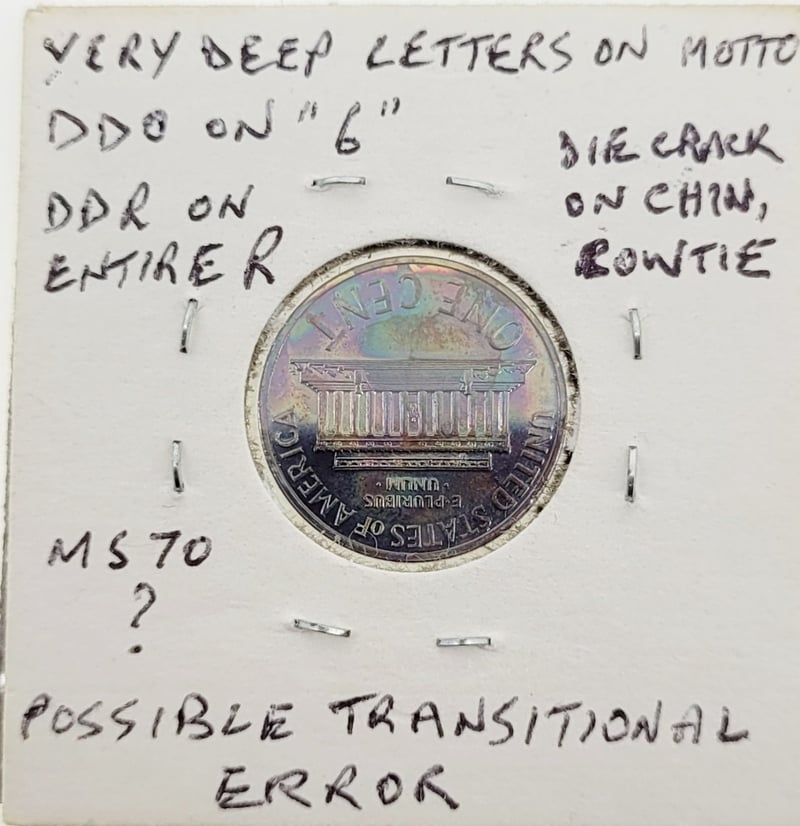 VERY DEEP LETTERS ON MOTTO
DDO ON "6"
DIE CRACK
ON CHIN,
BOWTIE
DDR ON
ENTIRE R
UNITED STATES oF AMERICA
E·PLURIBUS
·UNUM·
ONE CENT
MS70
?
POSSIBLE TRANSITIONAL
ERROR